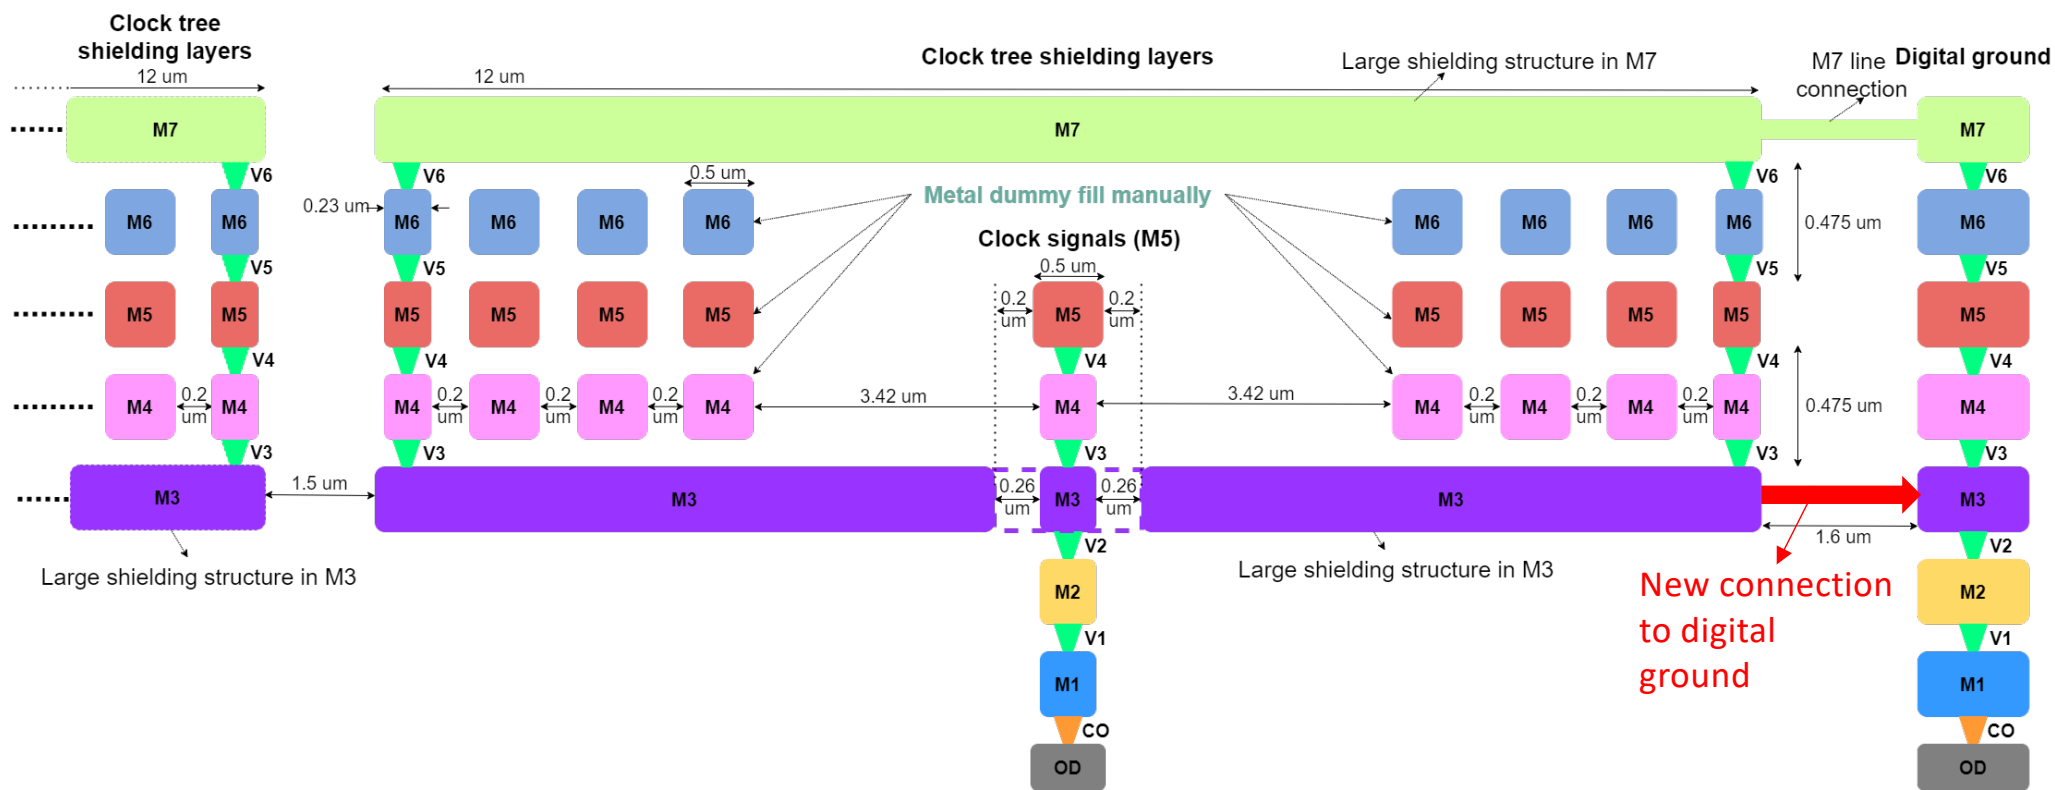 Clock tree
shielding layers
12 um
12 um
Clock tree shielding layers
Large shielding structure in M7
M7 line
connection
Digital ground
M7
M7
M7
V6
V6
V6
V6
0.5 um
0.23 um
Metal dummy fill manually
0.475 um
M6
M6
M6
M6
M6
M6
M6
M6
M6
M6
M6
Clock signals (M5)
V5
V5
V5
V5
0.5 um
0.2
um
0.2
um
M5
M5
M5
M5
M5
M5
M5
M5
M5
M5
M5
M5
V4
V4
V4
V4
V4
M4
0.2
um
M4
M4
0.2
um
M4
0.2
um
M4
0.2
um
M4
3.42 um
M4
3.42 um
M4
0.2
um
M4
0.2
um
M4
0.2
um
M4
0.475 um
M4
V3
V3
V3
V3
V3
M3
1.5 um
M3
0.26
um
M3
0.26
um
M3
M3
1.6 um
V2
V2
Large shielding structure in M3
Large shielding structure in M3
New connection
to digital
ground
M2
M2
V1
V1
M1
M1
CO
CO
OD
OD